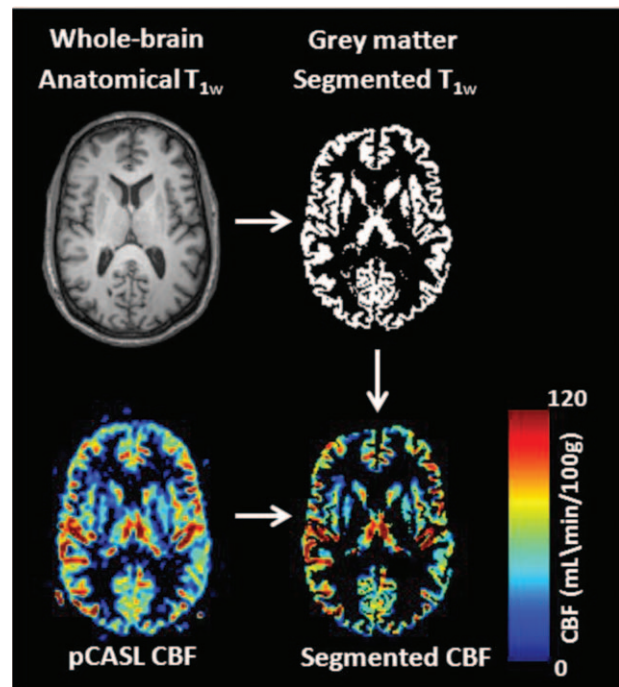 Whole-brain
Anatomical T1w
Grey matter
Segmented T1w
120
CBF (mL\min/100g)
0
pCASL CBF
Segmented CBF